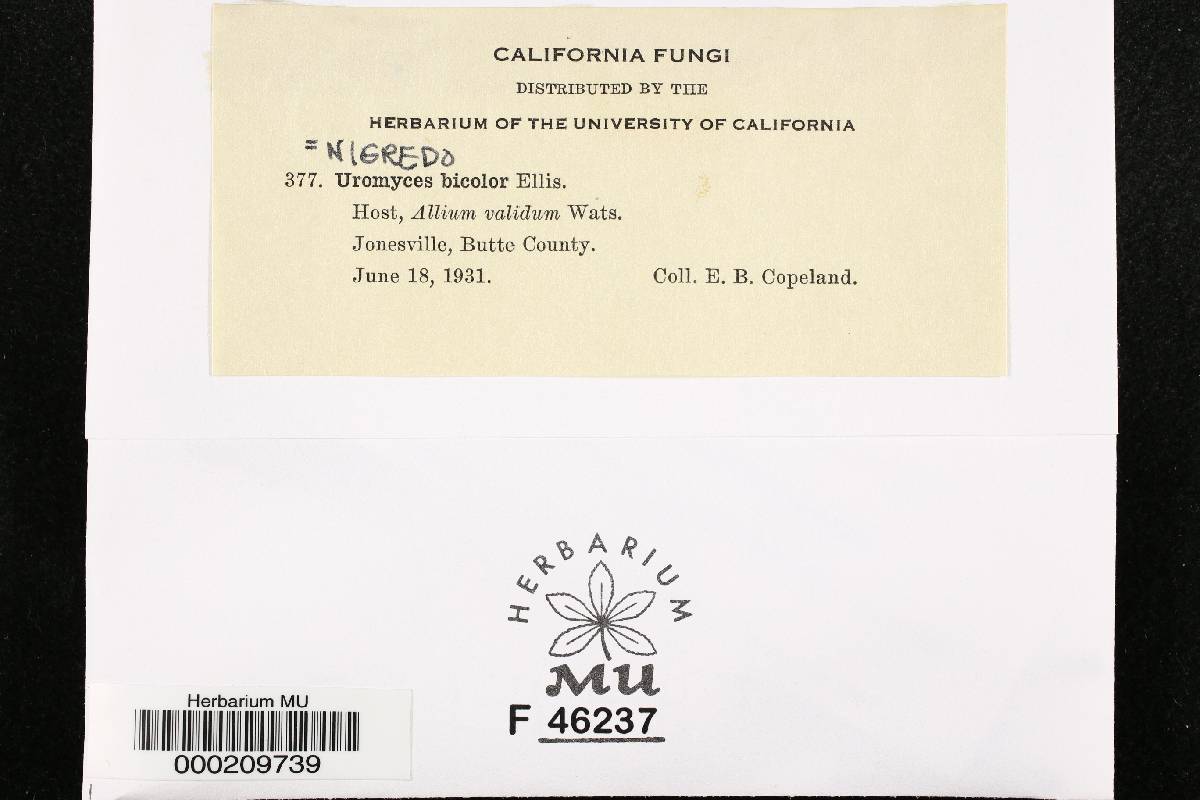 CALIFORNIA FUNGI
DISTRIBUTED BY THE
HERBARIUM OF THE UNIVERSITY OF CALIFORNIA
= NIGREDO
377. Uromyces bicolor Ellis.
Host, Allium validum Wats.
Jonesville, Butte County.
June 18, 1931. Coll. E. B. Copeland.
HERBARIUM
MU
F 46237
Herbarium MU
000209739